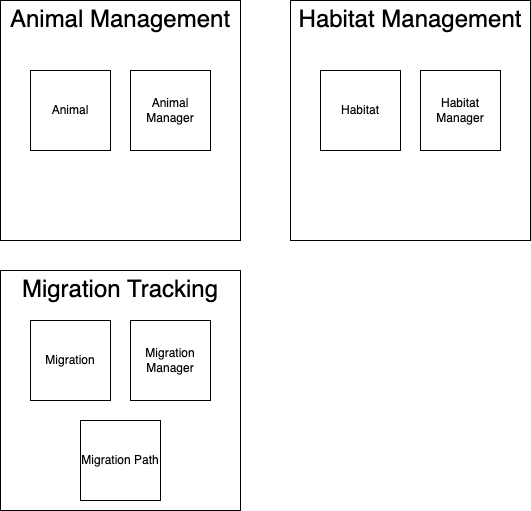 Animal Management
Habitat Management
Animal
Animal
Manager
Habitat
Habitat
Manager
Migration Tracking
Migration
Migration
Manager
Migration Path